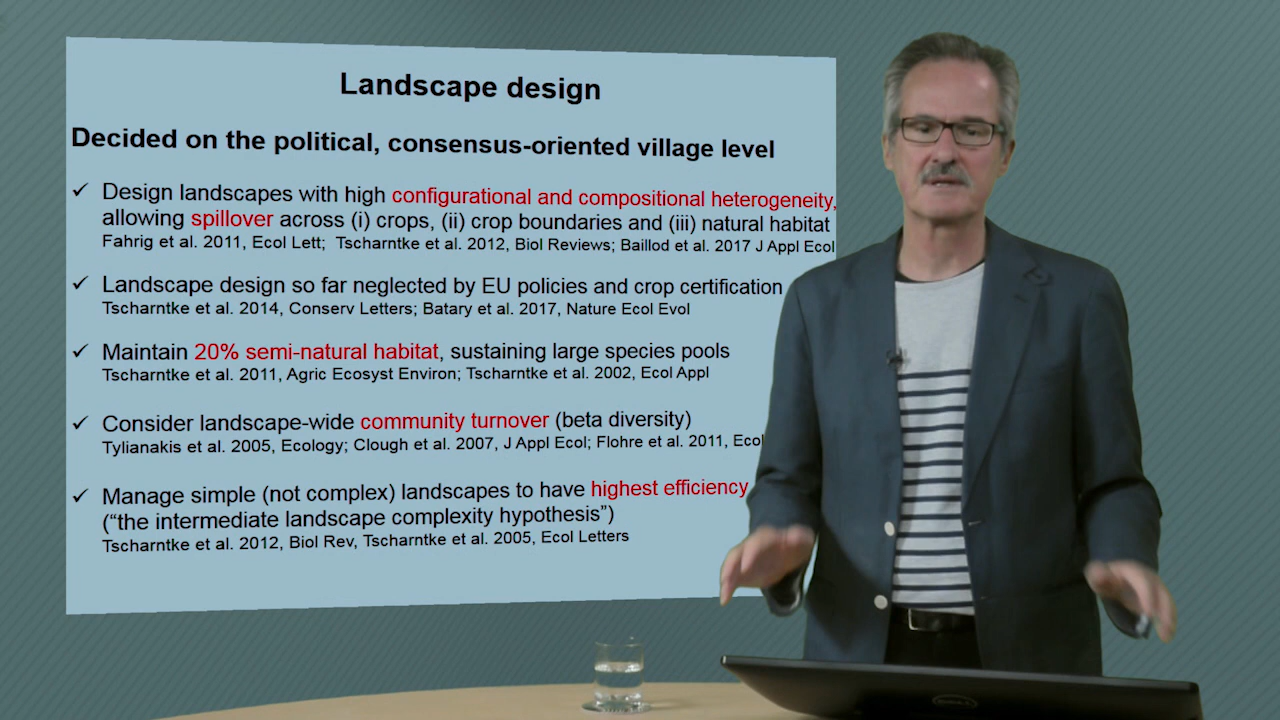 Landscape design
Decided on the political, consensus-oriented village level
✓ Design landscapes with high configurational and compositional heterogeneity,
allowing spillover across (i) crops, (ii) crop boundaries and (iii) natural habitat
Fahrig et al. 2011, Ecol Lett; Tscharntke et al. 2012, Biol Reviews; Baillod et al. 2017 J Appl Ecol
✓ Landscape design so far neglected by EU policies and crop certification
Tscharntke et al. 2014, Conserv Letters; Batary et al. 2017, Nature Ecol Evol
✓ Maintain 20% semi-natural habitat, sustaining large species pools
Tscharntke et al. 2011, Agric Ecosyst Environ; Tscharntke et al. 2002, Ecol Appl
✓ Consider landscape-wide community turnover (beta diversity)
Tylianakis et al. 2005, Ecology; Clough et al. 2007, J Appl Ecol; Flohre et al. 2011, Ecol
✓ Manage simple (not complex) landscapes to have highest efficiency
(“the intermediate landscape complexity hypothesis”)
Tscharntke et al. 2012, Biol Rev, Tscharntke et al. 2005, Ecol Letters
DELL